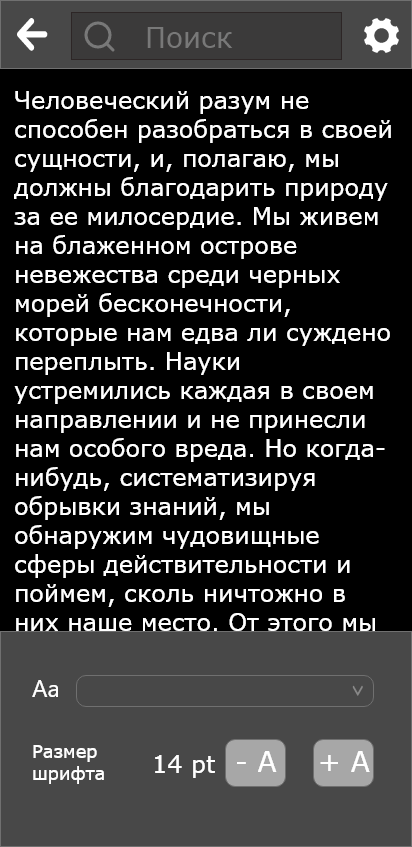 Поиск
Человеческий разум не
способен разобраться в своей
сущности, и, полагаю, мы
должны благодарить природу
за ее милосердие. Мы живем
на блаженном острове
невежества среди черных
морей бесконечности,
которые нам едва ли суждено
переплыть. Науки
устремились каждая в своем
направлении и не принесли
нам особого вреда. Но когда-
нибудь, систематизируя
обрывки знаний, мы
обнаружим чудовищные
сферы действительности и
поймем, сколь ничтожно в
них наше место. От этого мы
Aa
Размер
шрифта
14 pt
- A
+ A